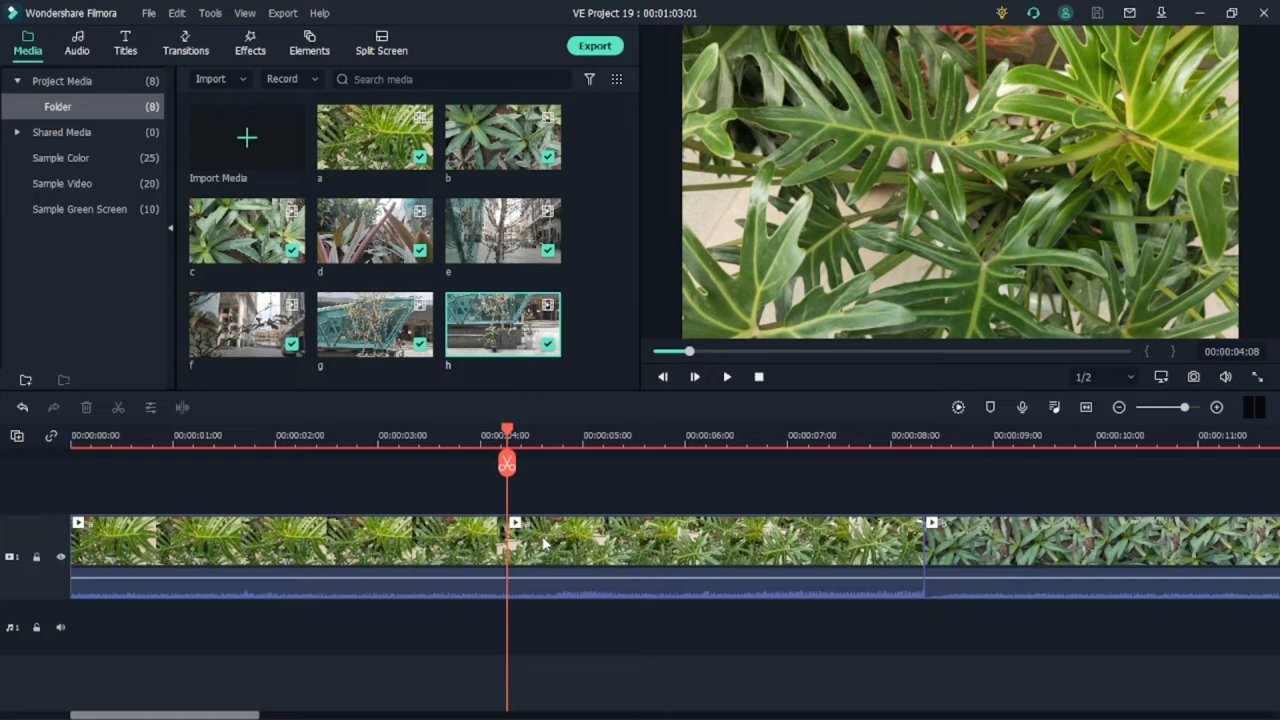 Wondershare Filmora File Edit Tools View Export Help VE Project 19 : 00:01:03:01
Media Audio Titles Transitions Effects Elements Split Screen Export
Project Media (8) Import Record Search media
Folder (8)
Shared Media (0)
Sample Color (25)
Sample Video (20)
Sample Green Screen (10)
Import Media a b
c d e
f g h
00:00:04:08
1/2
00:00:00:00 00:00:01:00 00:00:02:00 00:00:03:00 00:00:04:00 00:00:05:00 00:00:06:00 00:00:07:00 00:00:08:00 00:00:09:00 00:00:10:00 00:00:11:00
a a b
1
1